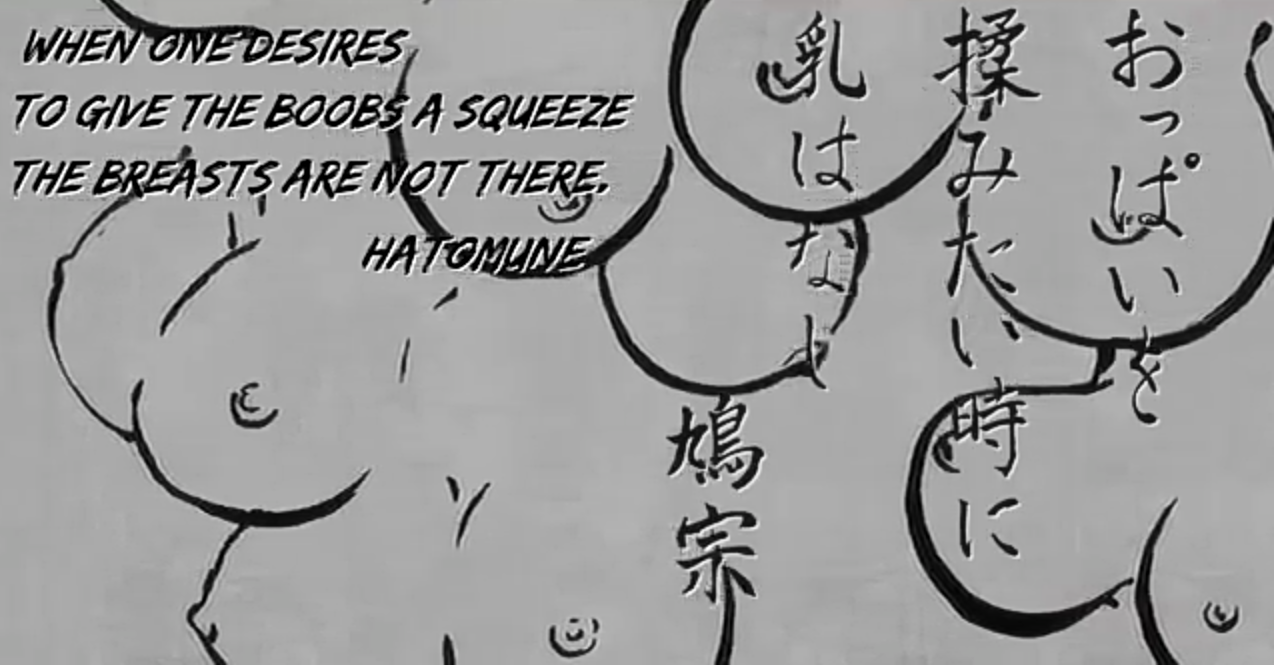 WHEN ONE DESIRES
TO GIVE THE BOOBS A SQUEEZE
THE BREASTS ARE NOT THERE.
HATOMUNE
おっぱいを
揉みたい時に
乳はなし
鳩宗